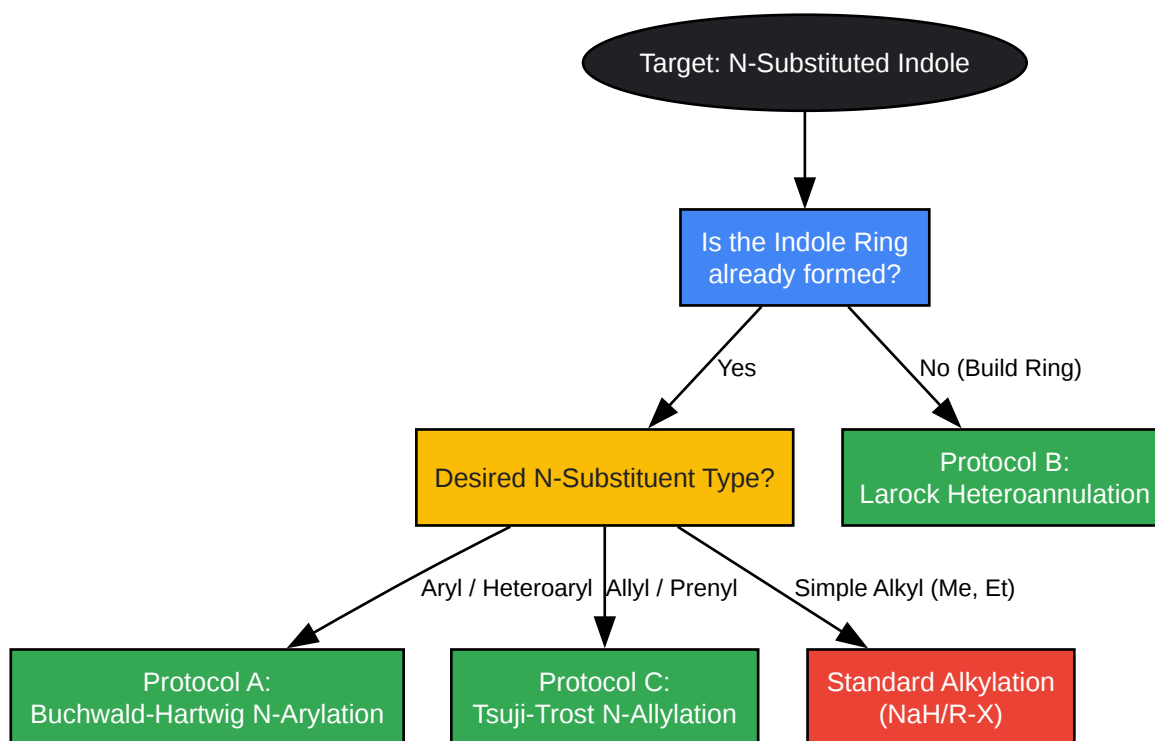 Target: N-Substituted Indole
Is the Indole Ring
already formed?
Yes
No (Build Ring)
Desired N-Substituent Type?
Protocol B:
Larock Heteroannulation
Aryl / Heteroaryl
Allyl / Prenyl
Simple Alkyl (Me, Et)
Protocol A:
Buchwald-Hartwig N-Arylation
Protocol C:
Tsuji-Trost N-Allylation
Standard Alkylation
(NaH/R-X)